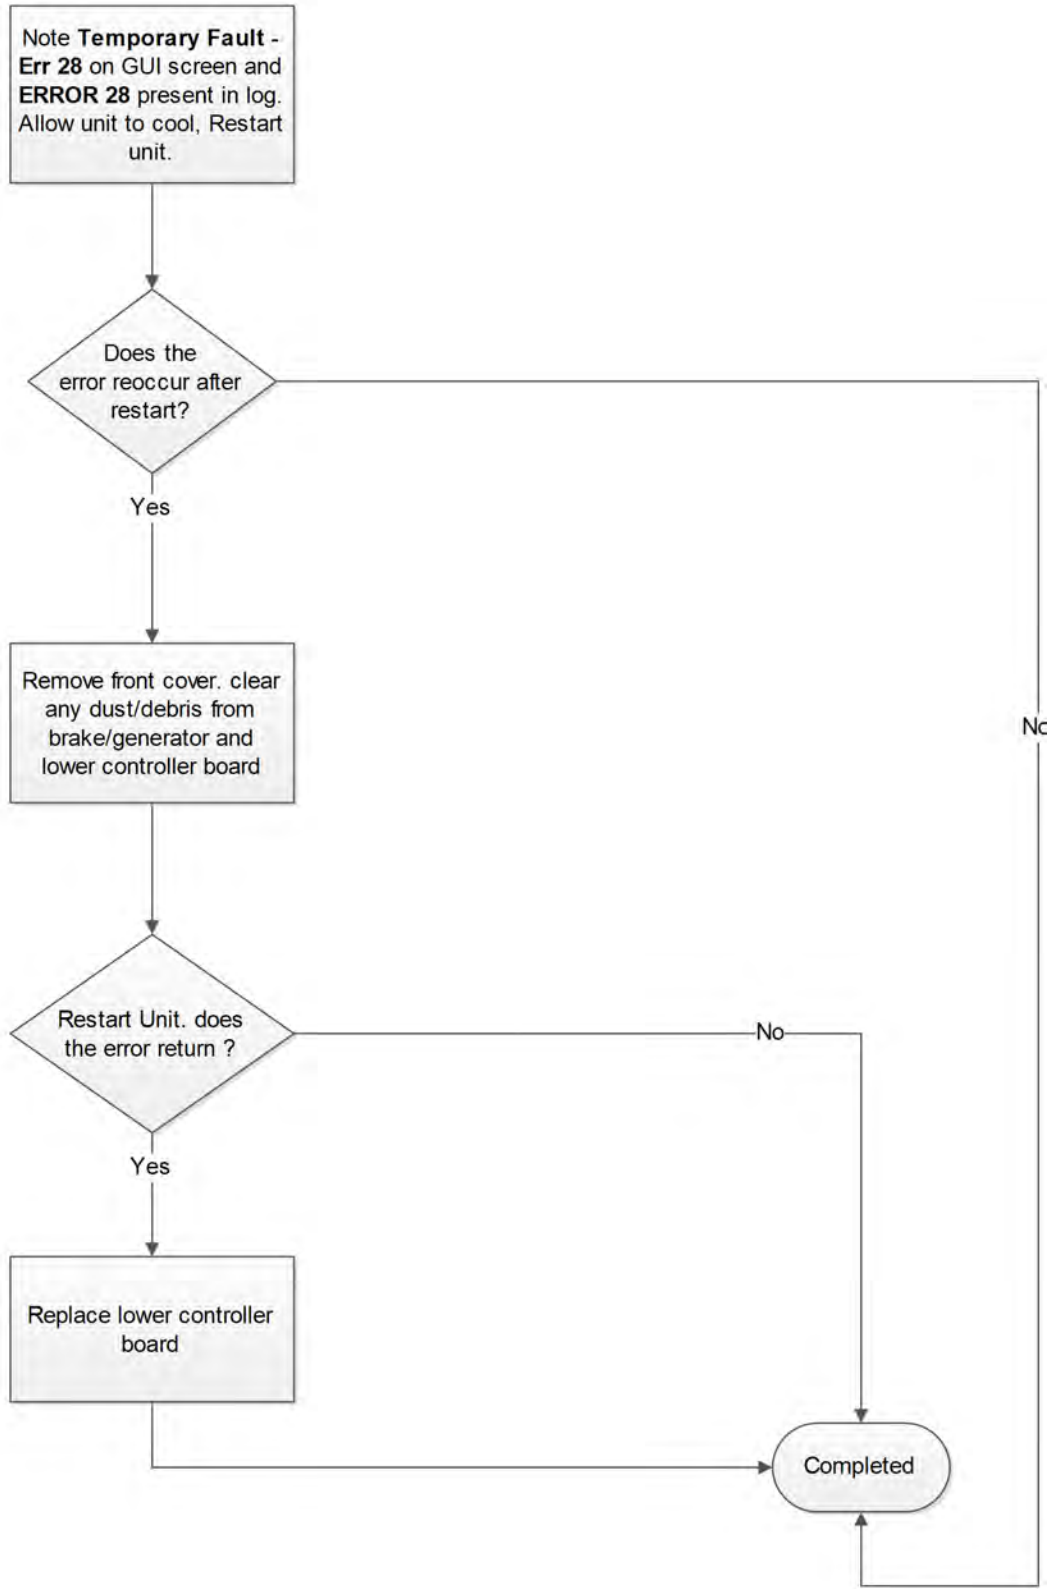 Note Temporary Fault -
Err 28 on GUI screen and
ERROR 28 present in log.
Allow unit to cool, Restart
unit.
Does the
error reoccur after
restart?
Yes
Remove front cover. clear
any dust/debris from
brake/generator and
lower controller board
No
Restart Unit. does
the error return ?
No
Yes
Replace lower controller
board
Completed